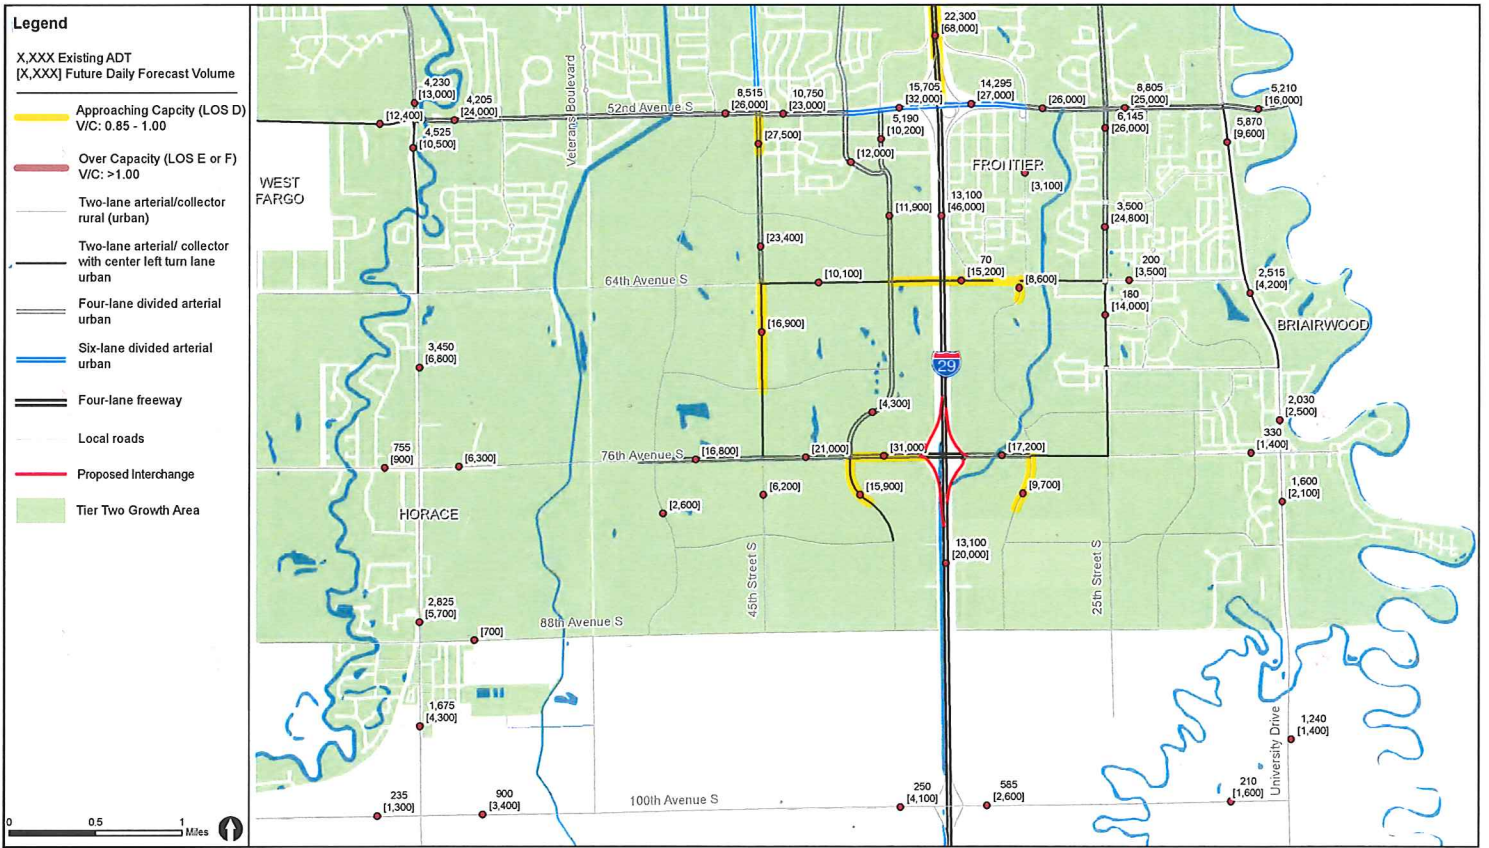 Legend
X,XXX Existing ADT
[X,XXX] Future Daily Forecast Volume
Approaching Capcity (LOS D)
V/C: 0.85 - 1.00
Over Capacity (LOS E or F)
V/C: >1.00
Two-lane arterial/collector
rural (urban)
Two-lane arterial/ collector
with center left turn lane
urban
Four-lane divided arterial
urban
Six-lane divided arterial
urban
Four-lane freeway
Local roads
Proposed Interchange
Tier Two Growth Area
0 0.5 1
Miles
22,300
[68,000]
4,230
[13,000]
4,205
[24,000]
[12,400]
4,525
[10,500]
Veterans Boulevard
52nd Avenue S
8,515
[26,000]
10,750
[23,000]
15,705
[32,000]
14,295
[27,000]
[26,000]
8,805
[25,000]
5,210
[16,000]
5,190
[10,200]
6,145
[26,000]
5,870
[9,600]
[27,500]
[12,000]
FRONTIER
[3,100]
WEST
FARGO
[11,900]
13,100
[46,000]
3,500
[24,800]
[23,400]
64th Avenue S
[10,100]
70
[15,200]
[8,600]
200
[3,500]
2,515
[4,200]
180
[14,000]
[16,900]
BRIARWOOD
3,450
[6,800]
29
[4,300]
2,030
[2,500]
755
[900]
[6,300]
76th Avenue S
[16,800]
[21,000]
[31,000]
[17,200]
330
[1,400]
[6,200]
[15,900]
[9,700]
1,600
[2,100]
[2,600]
HORACE
13,100
[20,000]
45th Street S
25th Street S
2,825
[5,700]
[700]
88th Avenue S
1,675
[4,300]
University Drive
1,240
[1,400]
235
[1,300]
900
[3,400]
100th Avenue S
250
[4,100]
585
[2,600]
210
[1,600]